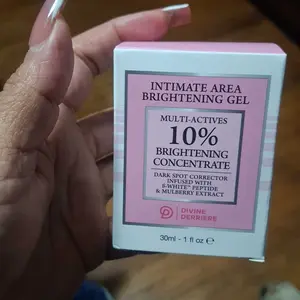 INTIMATE AREA
BRIGHTENING GEL
MULTI-ACTIVES
10%
BRIGHTENING
CONCENTRATE
DARK SPOT CORRECTOR
INFUSED WITH
β-WHITE™ PEPTIDE
& MULBERRY EXTRACT
DIVINE
DERRIERE
30ml - 1 fl oz ℮